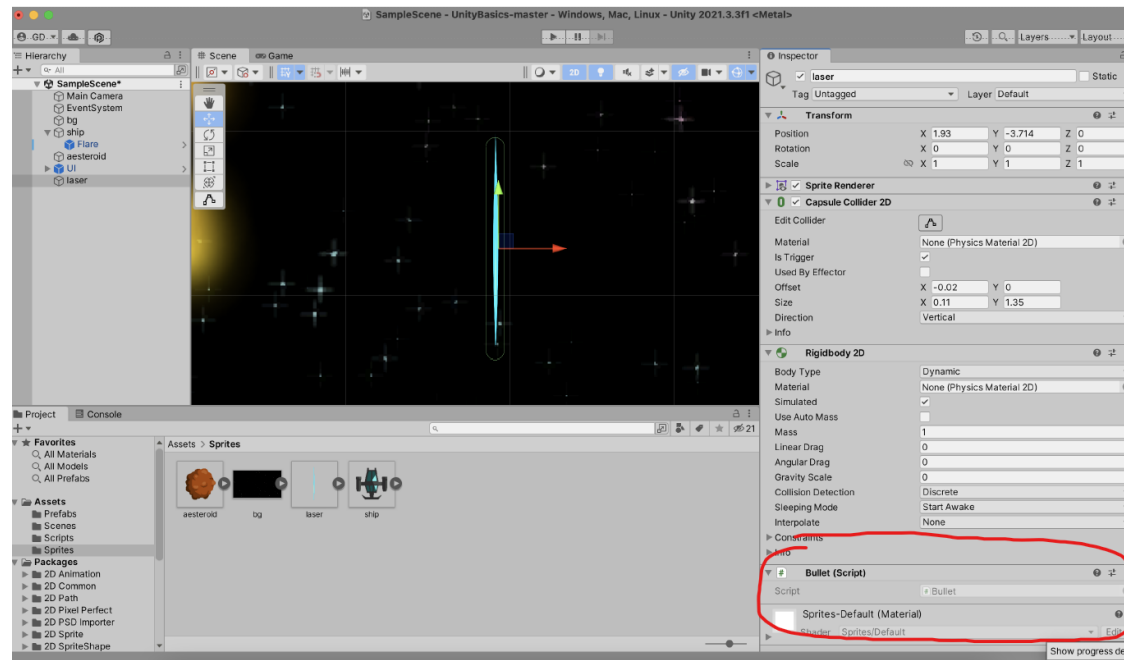 SampleScene - UnityBasics-master - Windows, Mac, Linux - Unity 2021.3.3f1 <Metal>
GD
Layers
Layout
Hierarchy
All
SampleScene*
Main Camera
EventSystem
bg
ship
Flare
aesteroid
UI
laser
Scene
Game
2D
Inspector
laser
Static
Tag Untagged
Layer Default
Transform
Position X 1.93 Y -3.714 Z 0
Rotation X 0 Y 0 Z 0
Scale X 1 Y 1 Z 1
Sprite Renderer
Capsule Collider 2D
Edit Collider
Material None (Physics Material 2D)
Is Trigger
Used By Effector
Offset X -0.02 Y 0
Size X 0.11 Y 1.35
Direction Vertical
Info
Rigidbody 2D
Body Type Dynamic
Material None (Physics Material 2D)
Simulated
Use Auto Mass
Mass 1
Linear Drag 0
Angular Drag 0
Gravity Scale 0
Collision Detection Discrete
Sleeping Mode Start Awake
Interpolate None
Constraints
Info
# Bullet (Script)
Script # Bullet
Sprites-Default (Material)
Shader Sprites/Default
Edit
Show progress de
Project
Console
21
Favorites
All Materials
All Models
All Prefabs
Assets
Prefabs
Scenes
Scripts
Sprites
Packages
2D Animation
2D Common
2D Path
2D Pixel Perfect
2D PSD Importer
2D Sprite
2D SpriteShape
Assets > Sprites
aesteroid bg laser ship